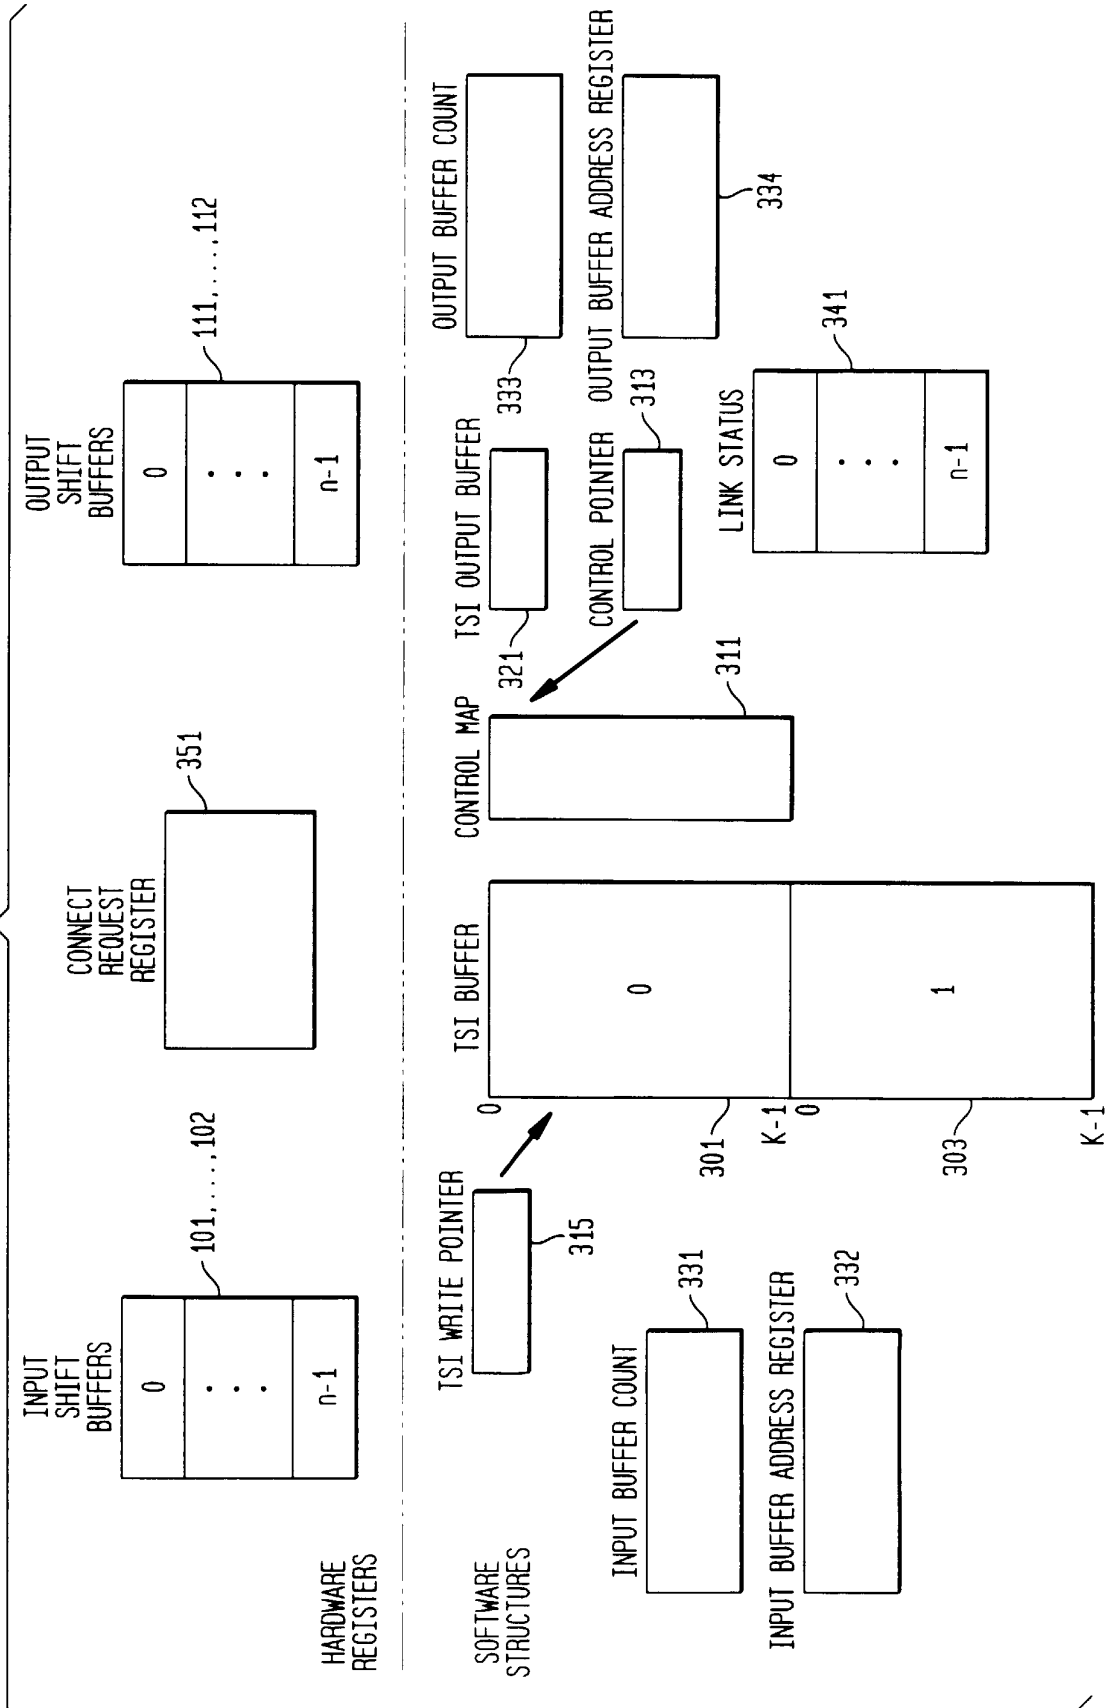 INPUT
SHIFT
BUFFERS
0
. . .
n-1
101,...,102
CONNECT
REQUEST
REGISTER
351
OUTPUT
SHIFT
BUFFERS
0
. . .
n-1
111,...,112
HARDWARE
REGISTERS
SOFTWARE
STRUCTURES
TSI WRITE POINTER
315
INPUT BUFFER COUNT
331
INPUT BUFFER ADDRESS REGISTER
332
TSI BUFFER
0
0
301
K-1
0
1
303
K-1
CONTROL MAP
311
TSI OUTPUT BUFFER
321
CONTROL POINTER
313
LINK STATUS
0
. . .
n-1
341
OUTPUT BUFFER COUNT
333
OUTPUT BUFFER ADDRESS REGISTER
334